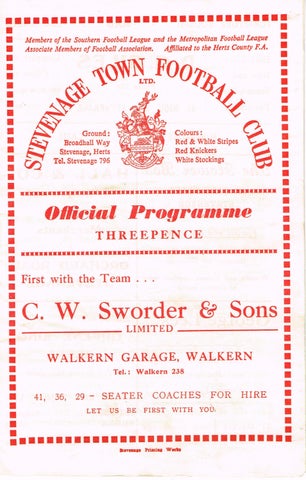 Members of the Southern Football League and the Metropolitan Football League
Associate Members of Football Association. Affiliated to the Herts County F.A.
STEVENAGE TOWN FOOTBALL CLUB
LTD.
Ground:
Broadhall Way
Stevenage, Herts
Tel. Stevenage 796
Colours:
Red & White Stripes
Red Knickers
White Stockings
Official Programme
THREEPENCE
First with the Team . . .
C. W. Sworder & Sons
LIMITED
WALKERN GARAGE, WALKERN
Tel.: Walkern 238
41, 36, 29 - SEATER COACHES FOR HIRE
LET US BE FIRST WITH YOU.
Stevenage Printing Works